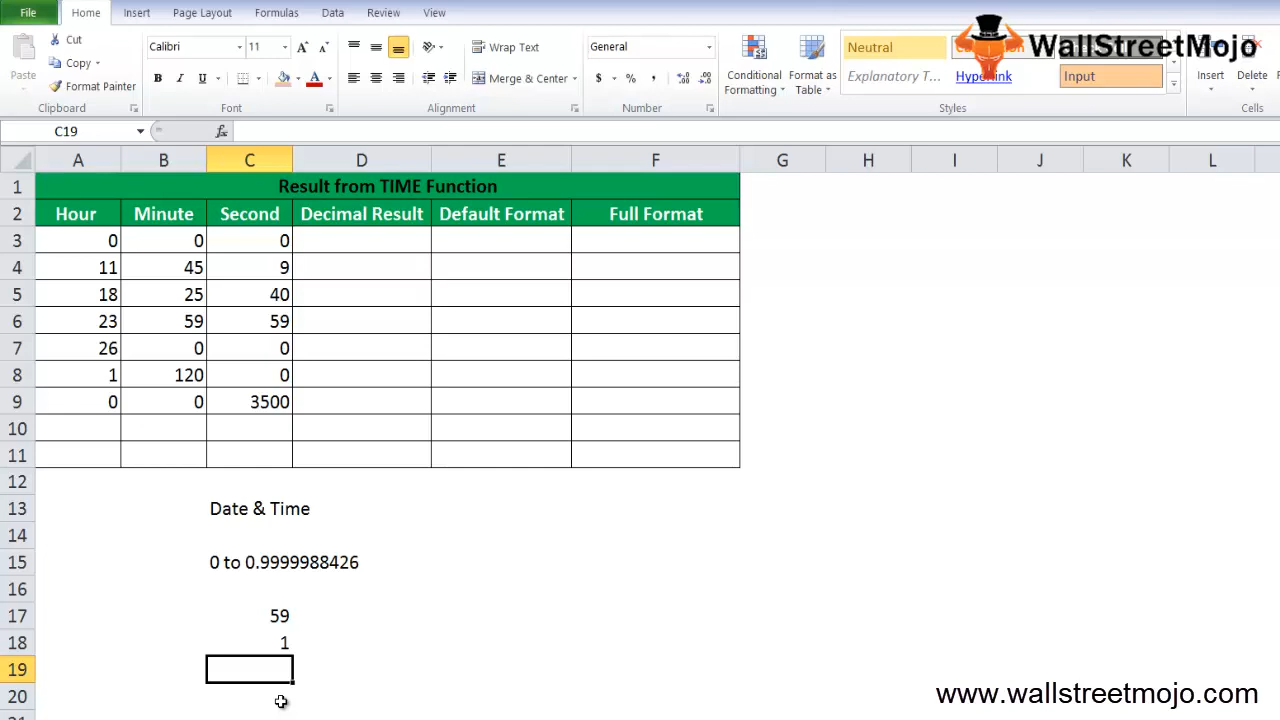 File Home Insert Page Layout Formulas Data Review View
Paste Cut Copy Format Painter Clipboard
Calibri 11 A A B I U A Font
Wrap Text Merge & Center Alignment
General $ % , Number
Conditional Formatting Format as Table
Neutral
Explanatory T... Hyperlink Input Styles
Insert Delete Cells
WallStreetMojo
C19 fx
A B C D E F G H I J K L
1 Result from TIME Function
2 Hour Minute Second Decimal Result Default Format Full Format
3 0 0 0
4 11 45 9
5 18 25 40
6 23 59 59
7 26 0 0
8 1 120 0
9 0 0 3500
10
11
12
13 Date & Time
14
15 0 to 0.9999988426
16
17 59
18 1
19
20
www.wallstreetmojo.com